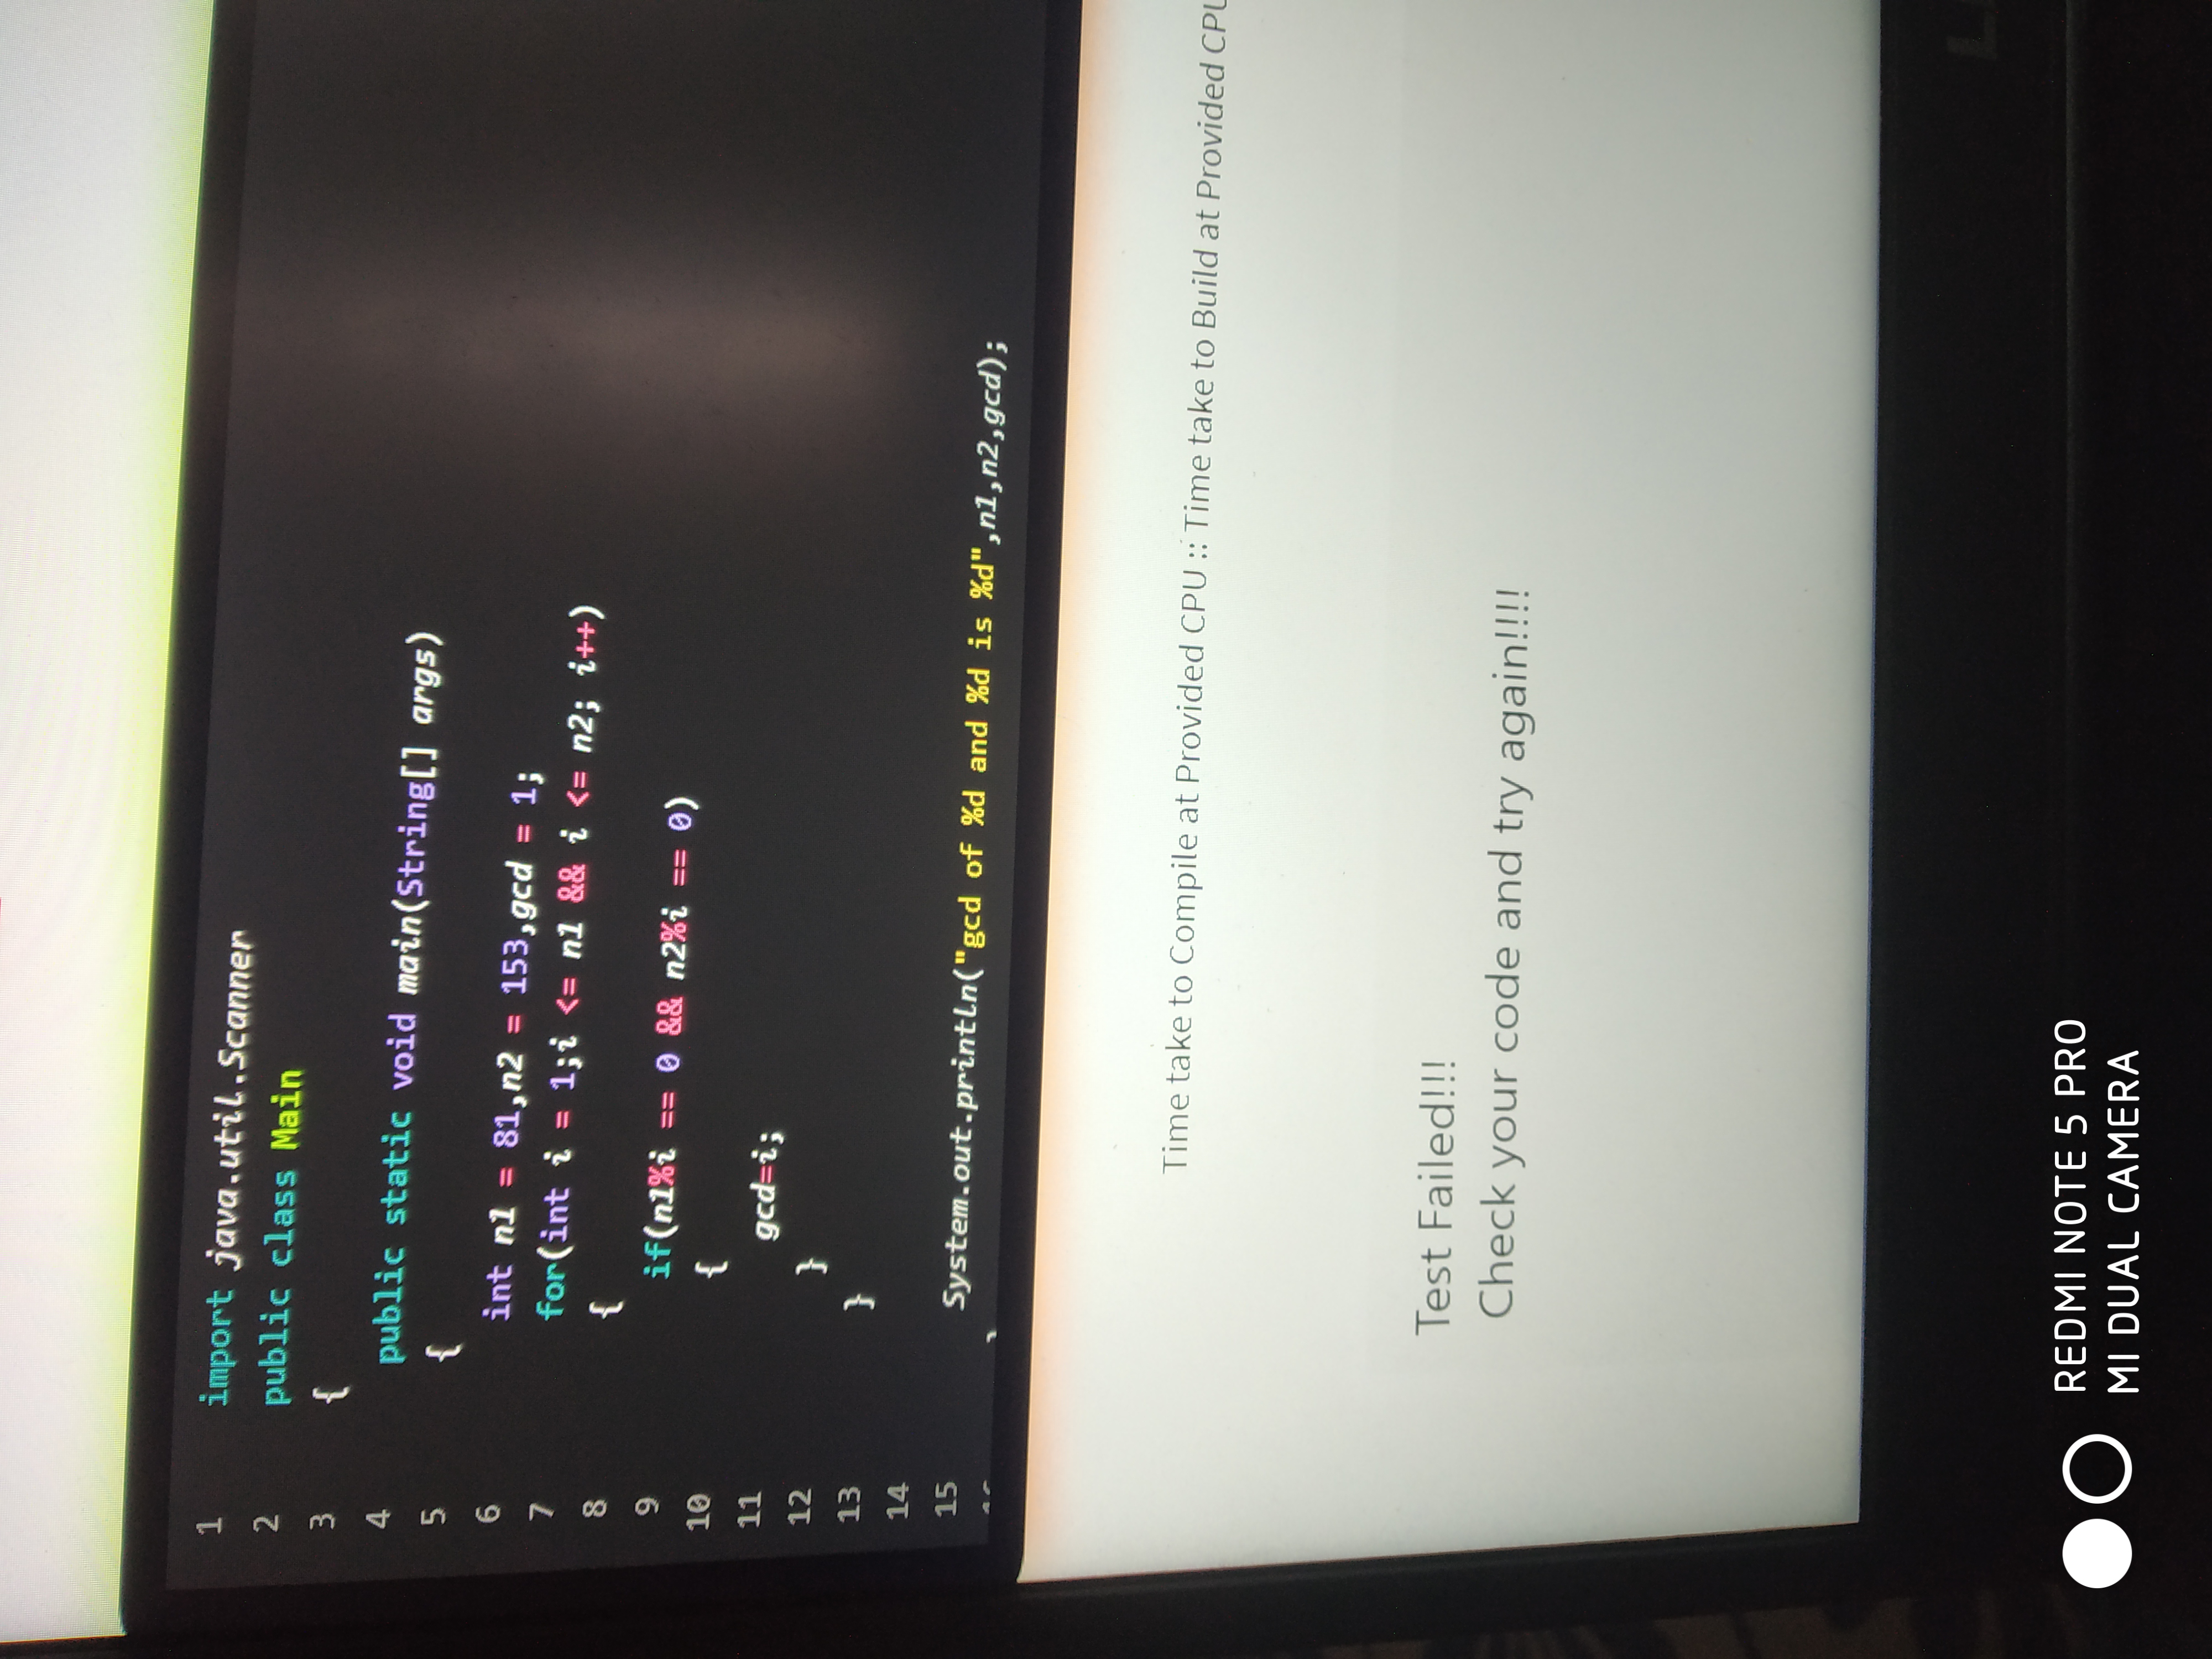 1 import java.util.Scanner
2 public class Main
3 {
4 public static void main(String[] args)
5 {
6 int n1 = 81,n2 = 153,gcd = 1;
7 for(int i = 1;i <= n1 && i <= n2; i++)
8 {
9 if(n1%i == 0 && n2%i == 0)
10 {
11 gcd=i;
12 }
13 }
14
15 System.out.println("gcd of %d and %d is %d",n1,n2,gcd);
Time take to Compile at Provided CPU :: Time take to Build at Provided CPU
Test Failed!!!
Check your code and try again!!!!
REDMI NOTE 5 PRO
MI DUAL CAMERA